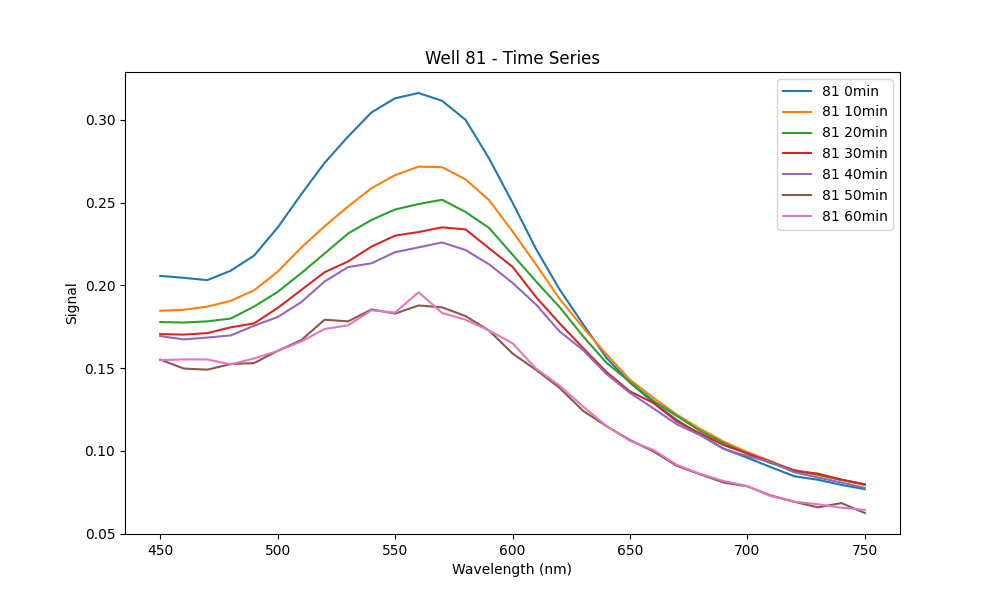 Well 81 - Time Series
81 0min
81 10min
81 20min
81 30min
81 40min
81 50min
81 60min
0.30
0.25
0.20
0.15
0.10
0.05
Signal
450 500 550 600 650 700 750
Wavelength (nm)